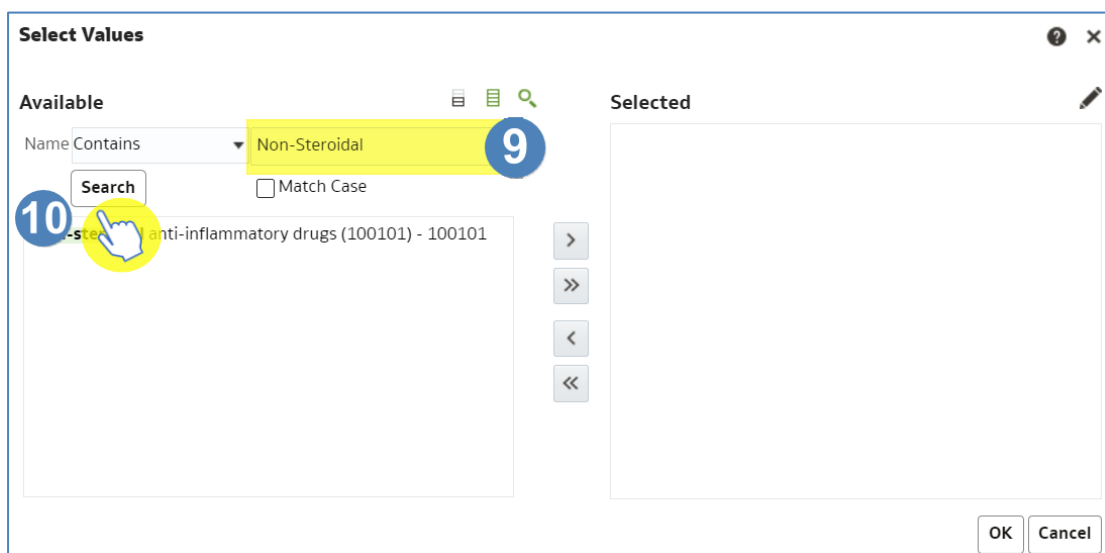 Select Values
Available
Selected
Name Contains
Non-Steroidal
9
Search
Match Case
10
anti-inflammatory drugs (100101) - 100101
OK
Cancel